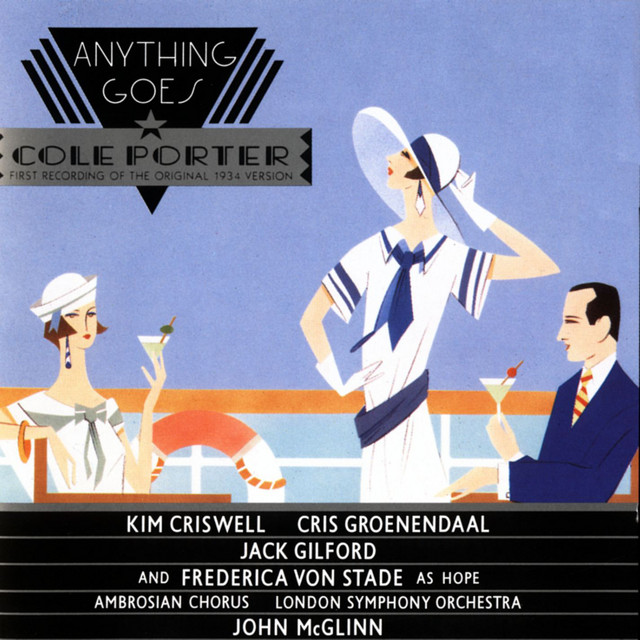 ANYTHING
GOES
COLE PORTER
FIRST RECORDING OF THE ORIGINAL 1934 VERSION
KIM CRISWELL CRIS GROENENDAAL
JACK GILFORD
AND FREDERICA VON STADE AS HOPE
AMBROSIAN CHORUS LONDON SYMPHONY ORCHESTRA
JOHN McGLINN